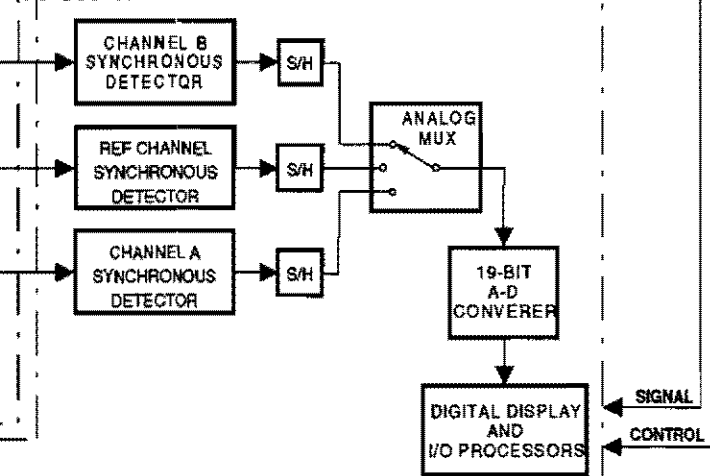 CHANNEL B
SYNCHRONOUS
DETECTOR
S/H
ANALOG
MUX
REF CHANNEL
SYNCHRONOUS
DETECTOR
S/H
CHANNEL A
SYNCHRONOUS
DETECTOR
S/H
19-BIT
A-D
CONVERER
DIGITAL DISPLAY
AND
I/O PROCESSORS
SIGNAL
CONTROL